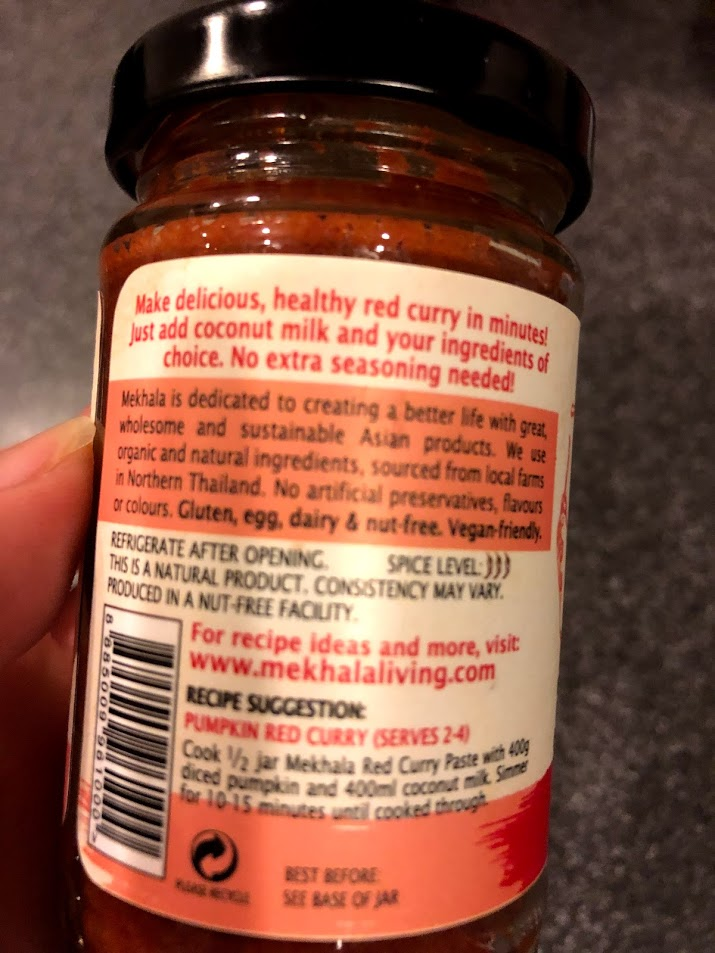 Make delicious, healthy red curry in minutes!
Just add coconut milk and your ingredients of
choice. No extra seasoning needed!
Mekhala is dedicated to creating a better life with great,
wholesome and sustainable Asian products. We use
organic and natural ingredients, sourced from local farms
in Northern Thailand. No artificial preservatives, flavours
or colours. Gluten, egg, dairy & nut-free. Vegan-friendly.
REFRIGERATE AFTER OPENING. SPICE LEVEL:
THIS IS A NATURAL PRODUCT. CONSISTENCY MAY VARY.
PRODUCED IN A NUT-FREE FACILITY.
For recipe ideas and more, visit:
www.mekhalaliving.com
RECIPE SUGGESTION:
PUMPKIN RED CURRY (SERVES 2-4)
Cook 1/2 jar Mekhala Red Curry Paste with 400g
diced pumpkin and 400ml coconut milk. Simmer
for 10-15 minutes until cooked through.
PLEASE RECYCLE
BEST BEFORE:
SEE BASE OF JAR